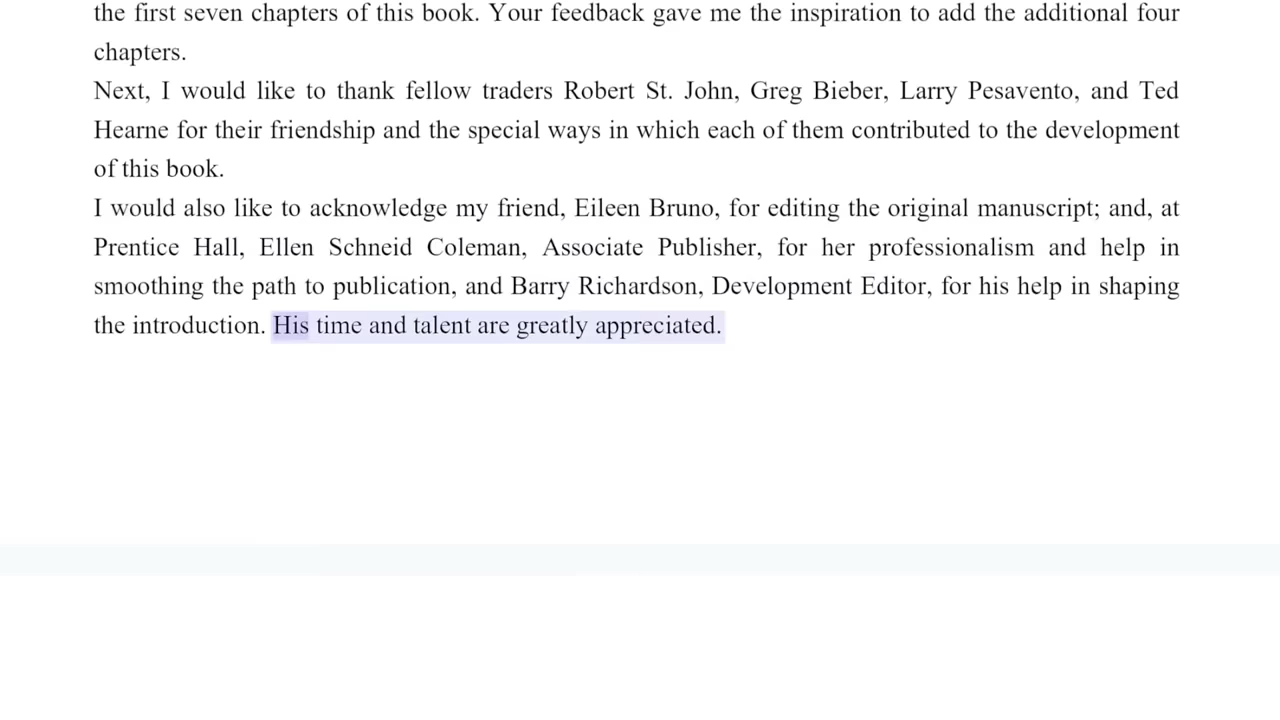 the first seven chapters of this book. Your feedback gave me the inspiration to add the additional four
chapters.
Next, I would like to thank fellow traders Robert St. John, Greg Bieber, Larry Pesavento, and Ted
Hearne for their friendship and the special ways in which each of them contributed to the development
of this book.
I would also like to acknowledge my friend, Eileen Bruno, for editing the original manuscript; and, at
Prentice Hall, Ellen Schneid Coleman, Associate Publisher, for her professionalism and help in
smoothing the path to publication, and Barry Richardson, Development Editor, for his help in shaping
the introduction. His time and talent are greatly appreciated.